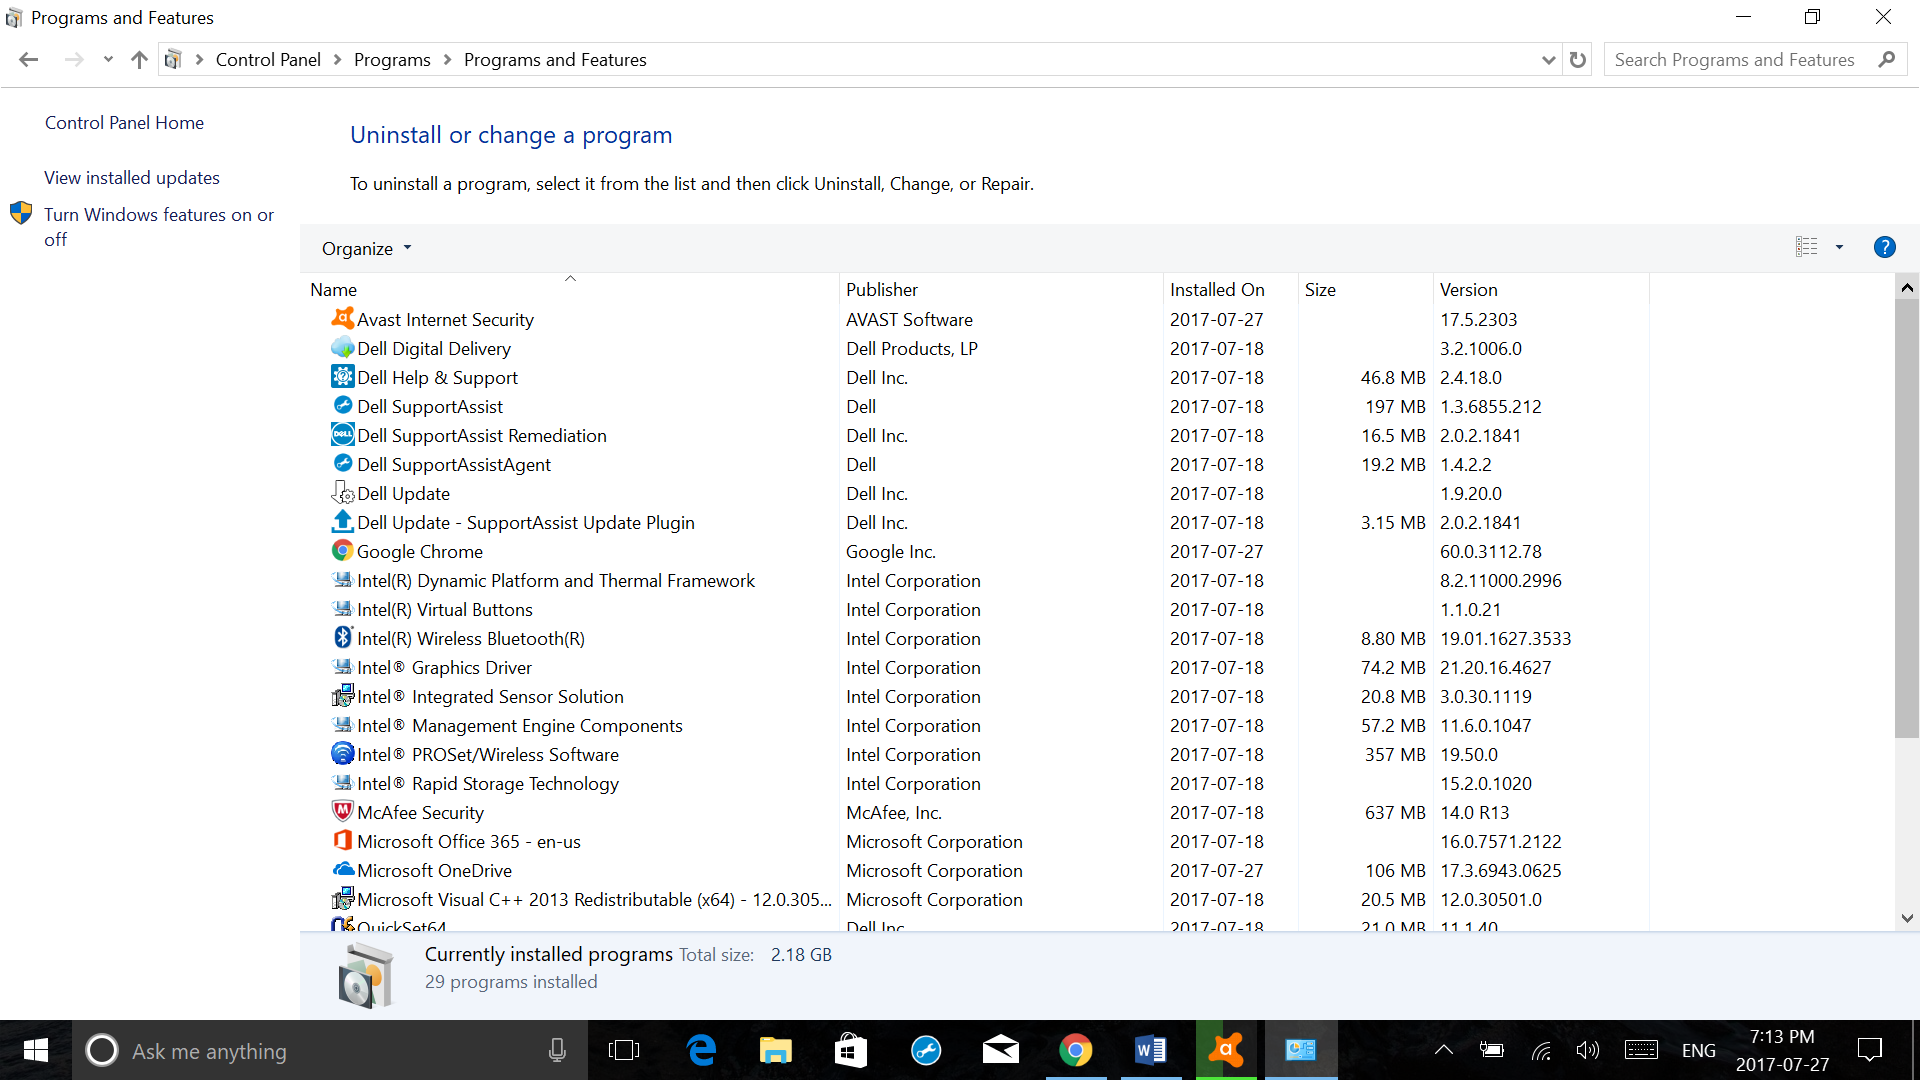 Programs and Features
Control Panel > Programs > Programs and Features
Search Programs and Features
Control Panel Home
View installed updates
Turn Windows features on or
off
Uninstall or change a program
To uninstall a program, select it from the list and then click Uninstall, Change, or Repair.
Organize
Name Publisher Installed On Size Version
Avast Internet Security AVAST Software 2017-07-27 17.5.2303
Dell Digital Delivery Dell Products, LP 2017-07-18 3.2.1006.0
Dell Help & Support Dell Inc. 2017-07-18 46.8 MB 2.4.18.0
Dell SupportAssist Dell 2017-07-18 197 MB 1.3.6855.212
Dell SupportAssist Remediation Dell Inc. 2017-07-18 16.5 MB 2.0.2.1841
Dell SupportAssistAgent Dell 2017-07-18 19.2 MB 1.4.2.2
Dell Update Dell Inc. 2017-07-18 1.9.20.0
Dell Update - SupportAssist Update Plugin Dell Inc. 2017-07-18 3.15 MB 2.0.2.1841
Google Chrome Google Inc. 2017-07-27 60.0.3112.78
Intel(R) Dynamic Platform and Thermal Framework Intel Corporation 2017-07-18 8.2.11000.2996
Intel(R) Virtual Buttons Intel Corporation 2017-07-18 1.1.0.21
Intel(R) Wireless Bluetooth(R) Intel Corporation 2017-07-18 8.80 MB 19.01.1627.3533
Intel® Graphics Driver Intel Corporation 2017-07-18 74.2 MB 21.20.16.4627
Intel® Integrated Sensor Solution Intel Corporation 2017-07-18 20.8 MB 3.0.30.1119
Intel® Management Engine Components Intel Corporation 2017-07-18 57.2 MB 11.6.0.1047
Intel® PROSet/Wireless Software Intel Corporation 2017-07-18 357 MB 19.50.0
Intel® Rapid Storage Technology Intel Corporation 2017-07-18 15.2.0.1020
McAfee Security McAfee, Inc. 2017-07-18 637 MB 14.0 R13
Microsoft Office 365 - en-us Microsoft Corporation 2017-07-18 16.0.7571.2122
Microsoft OneDrive Microsoft Corporation 2017-07-27 106 MB 17.3.6943.0625
Microsoft Visual C++ 2013 Redistributable (x64) - 12.0.305... Microsoft Corporation 2017-07-18 20.5 MB 12.0.30501.0
QuickSet64 Dell Inc. 2017-07-18 21.0 MB 11.1.40
Currently installed programs Total size: 2.18 GB
29 programs installed
Ask me anything
ENG
7:13 PM
2017-07-27